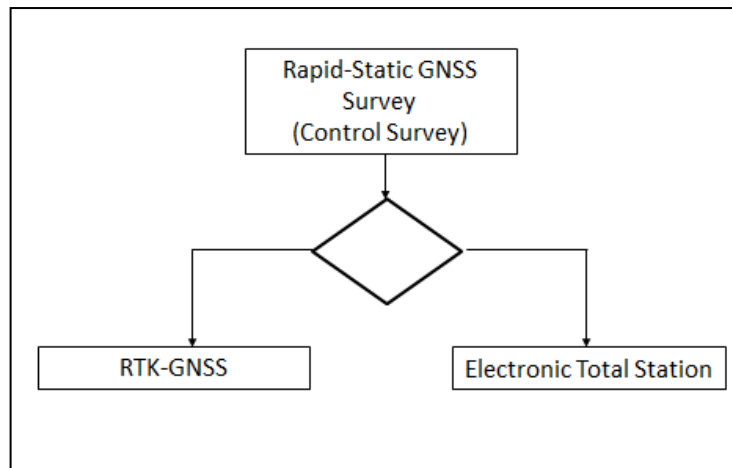 Rapid-Static GNSS
Survey
(Control Survey)
RTK-GNSS
Electronic Total Station